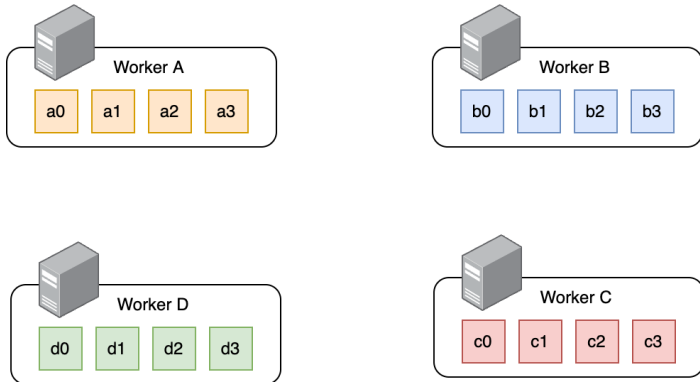 Worker A
a0 a1 a2 a3
Worker B
b0 b1 b2 b3
Worker D
d0 d1 d2 d3
Worker C
c0 c1 c2 c3